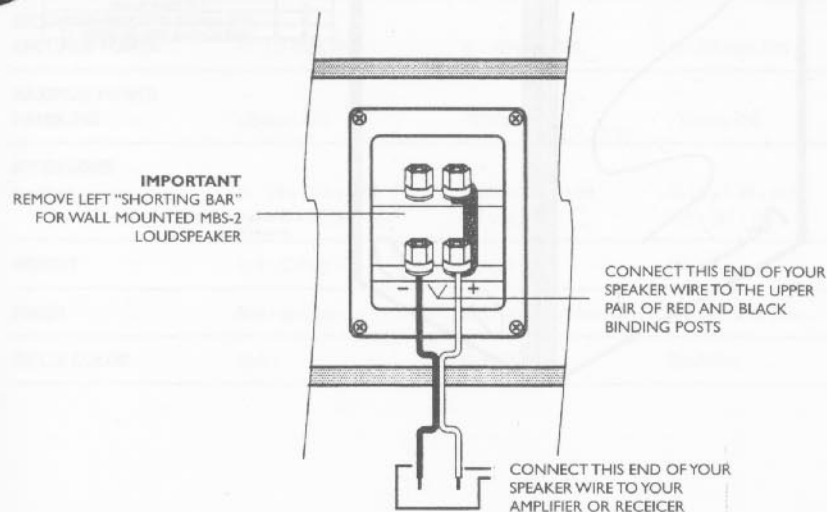 IMPORTANT
REMOVE LEFT "SHORTING BAR"
FOR WALL MOUNTED MBS-2
LOUDSPEAKER
- +
CONNECT THIS END OF YOUR
SPEAKER WIRE TO THE UPPER
PAIR OF RED AND BLACK
BINDING POSTS
CONNECT THIS END OF YOUR
SPEAKER WIRE TO YOUR
AMPLIFIER OR RECEICER